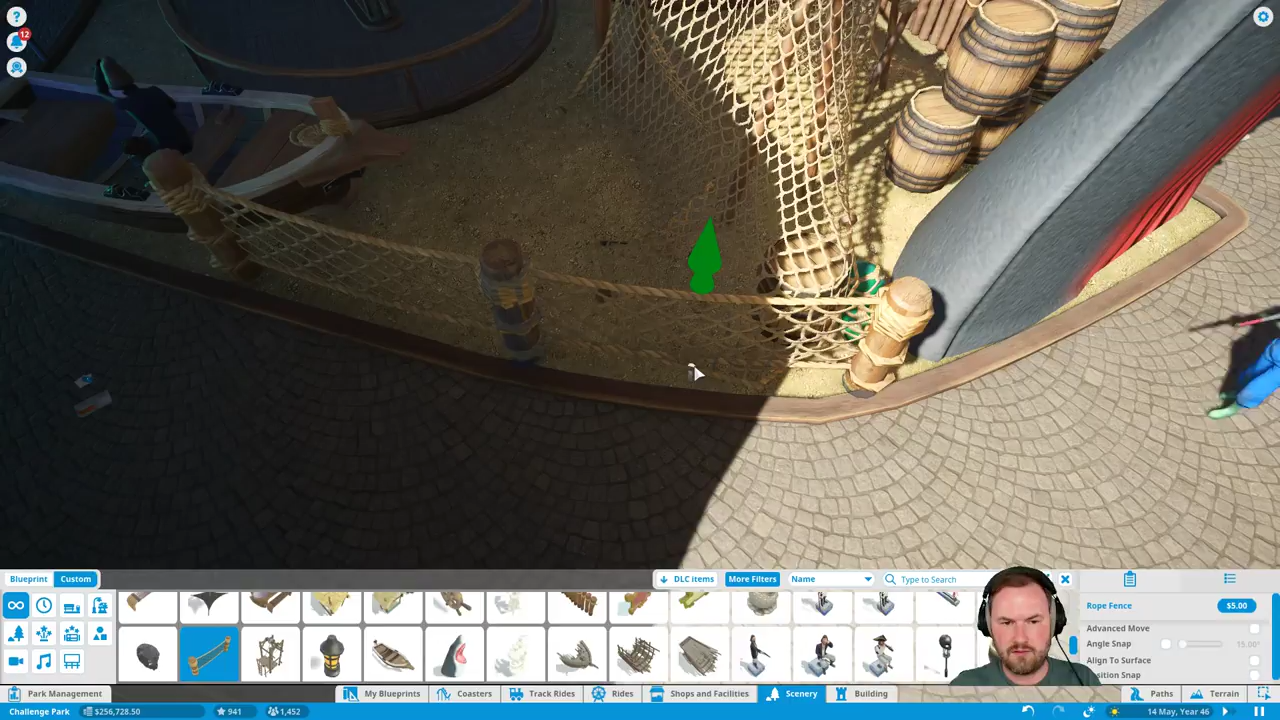 12
Blueprint
Custom
DLC items
More Filters
Name
Type to Search
Rope Fence
$5.00
Advanced Move
Angle Snap
15.00°
Align To Surface
Position Snap
Park Management
My Blueprints
Coasters
Track Rides
Rides
Shops and Facilities
Scenery
Building
Paths
Terrain
Challenge Park
$256,728.50
941
1,452
14 May, Year 46